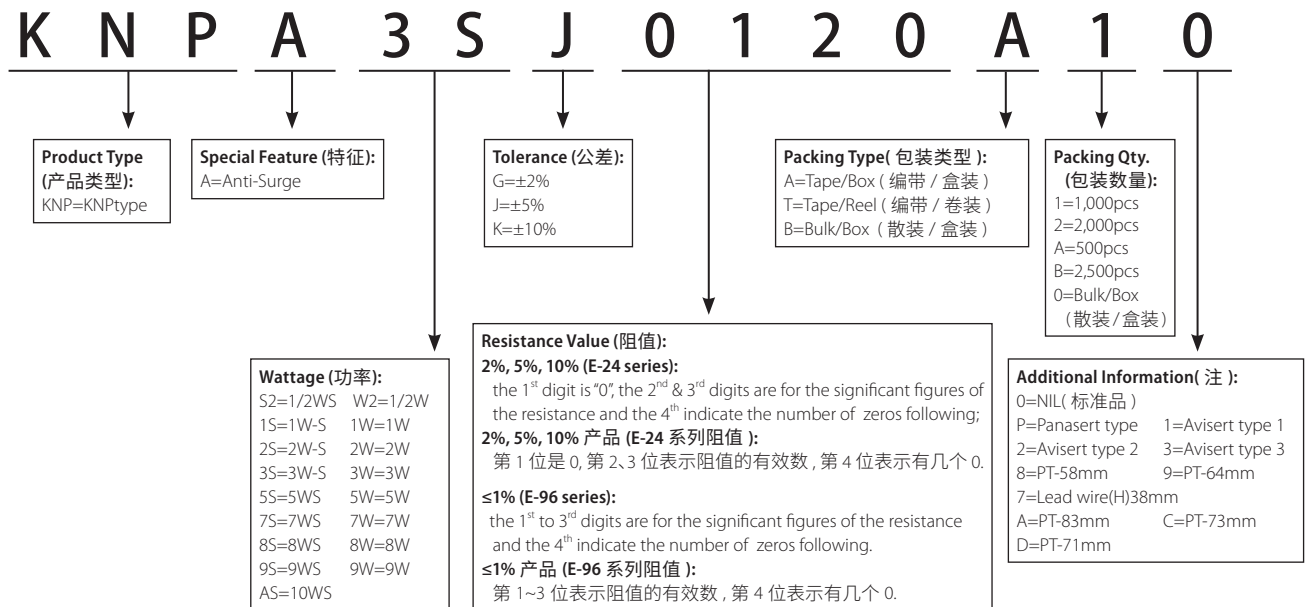 K N P A 3 S J 0 1 2 0 A 1 0
Product Type
(产品类型):
KNP=KNPtype
Special Feature (特征):
A=Anti-Surge
Tolerance (公差):
G=±2%
J=±5%
K=±10%
Packing Type( 包装类型 ):
A=Tape/Box ( 编带 / 盒装 )
T=Tape/Reel ( 编带 / 卷装 )
B=Bulk/Box ( 散装 / 盒装 )
Packing Qty.
(包装数量):
1=1,000pcs
2=2,000pcs
A=500pcs
B=2,500pcs
0=Bulk/Box
(散装/盒装)
Wattage (功率):
S2=1/2WS W2=1/2W
1S=1W-S 1W=1W
2S=2W-S 2W=2W
3S=3W-S 3W=3W
5S=5WS 5W=5W
7S=7WS 7W=7W
8S=8WS 8W=8W
9S=9WS 9W=9W
AS=10WS
Resistance Value (阻值):
2%, 5%, 10% (E-24 series):
the 1st digit is "0", the 2nd & 3rd digits are for the significant figures of
the resistance and the 4th indicate the number of zeros following;
2%, 5%, 10% 产品 (E-24 系列阻值 ):
第 1 位是 0, 第 2、3 位表示阻值的有效数 , 第 4 位表示有几个 0.
≤1% (E-96 series):
the 1st to 3rd digits are for the significant figures of the resistance
and the 4th indicate the number of zeros following.
≤1% 产品 (E-96 系列阻值 ):
第 1~3 位表示阻值的有效数 , 第 4 位表示有几个 0.
Additional Information( 注 ):
0=NIL( 标准品 )
P=Panasert type 1=Avisert type 1
2=Avisert type 2 3=Avisert type 3
8=PT-58mm 9=PT-64mm
7=Lead wire(H)38mm
A=PT-83mm C=PT-73mm
D=PT-71mm